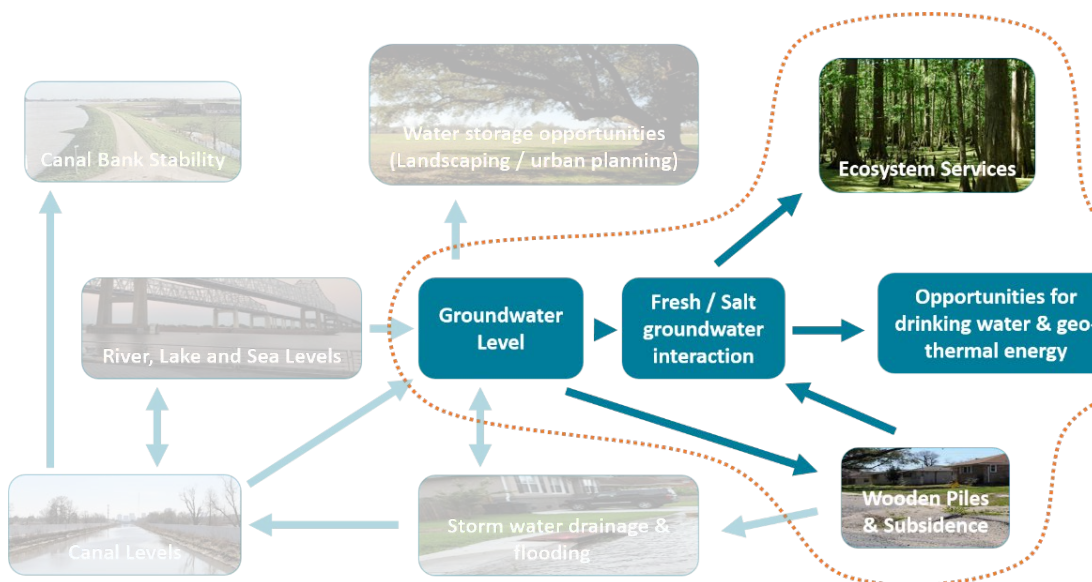 Canal Bank Stability
Water storage opportunities
(Landscaping / urban planning)
Ecosystem Services
River, Lake and Sea Levels
Groundwater
Level
Fresh / Salt
groundwater
interaction
Opportunities for
drinking water & geo-
thermal energy
Canal Levels
Storm water drainage &
flooding
Wooden Piles
& Subsidence